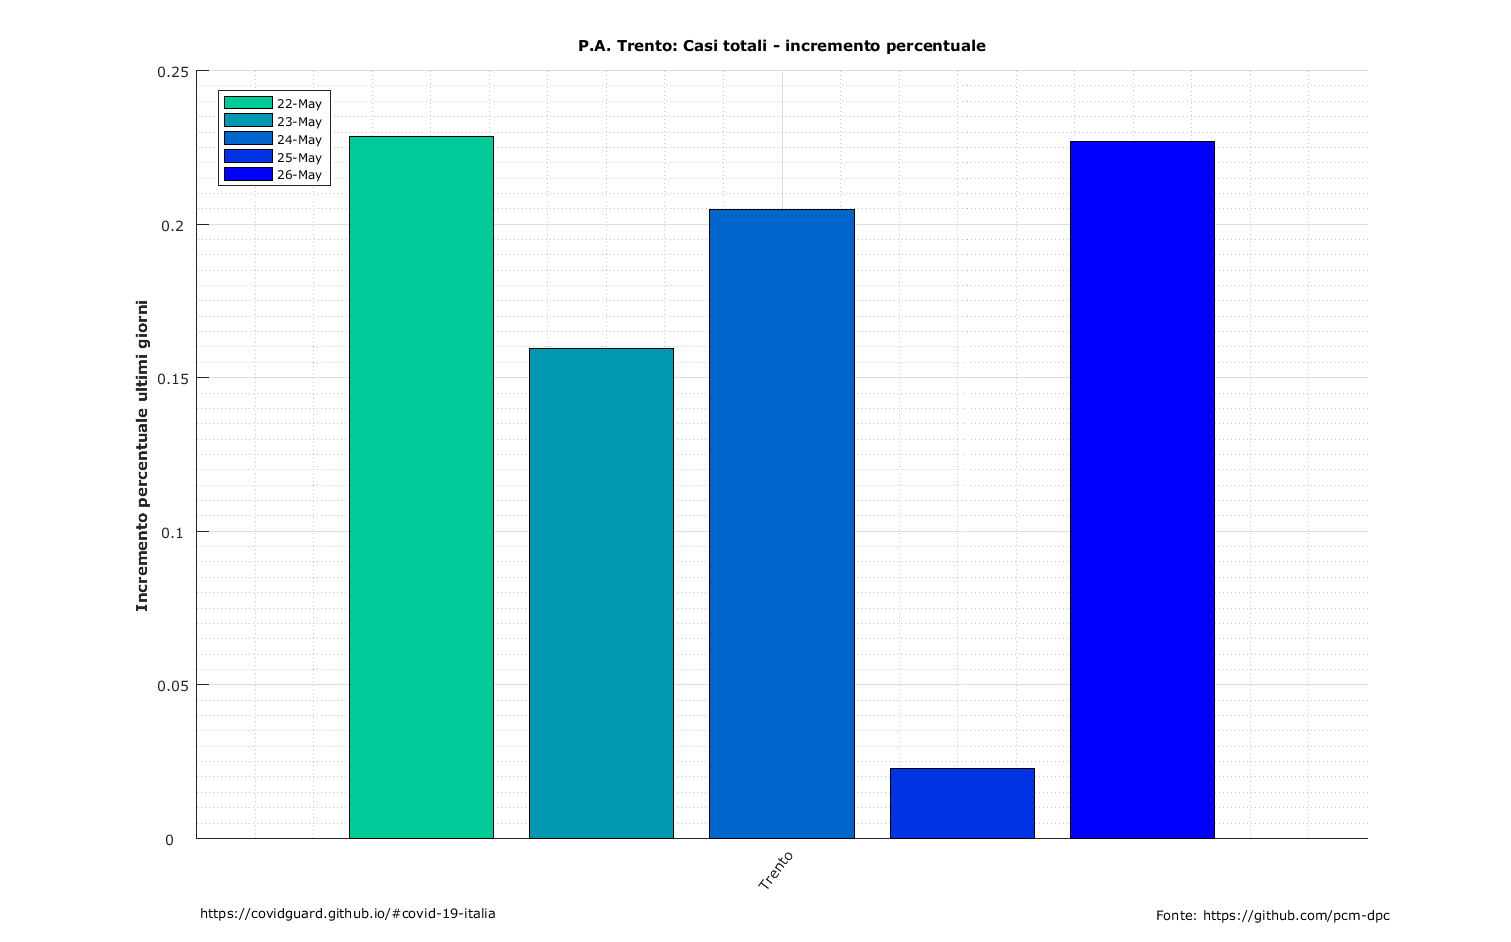 P.A. Trento: Casi totali - incremento percentuale
0.25
0.2
0.15
0.1
0.05
0
Incremento percentuale ultimi giorni
22-May
23-May
24-May
25-May
26-May
Trento
https://covidguard.github.io/#covid-19-italia
Fonte: https://github.com/pcm-dpc